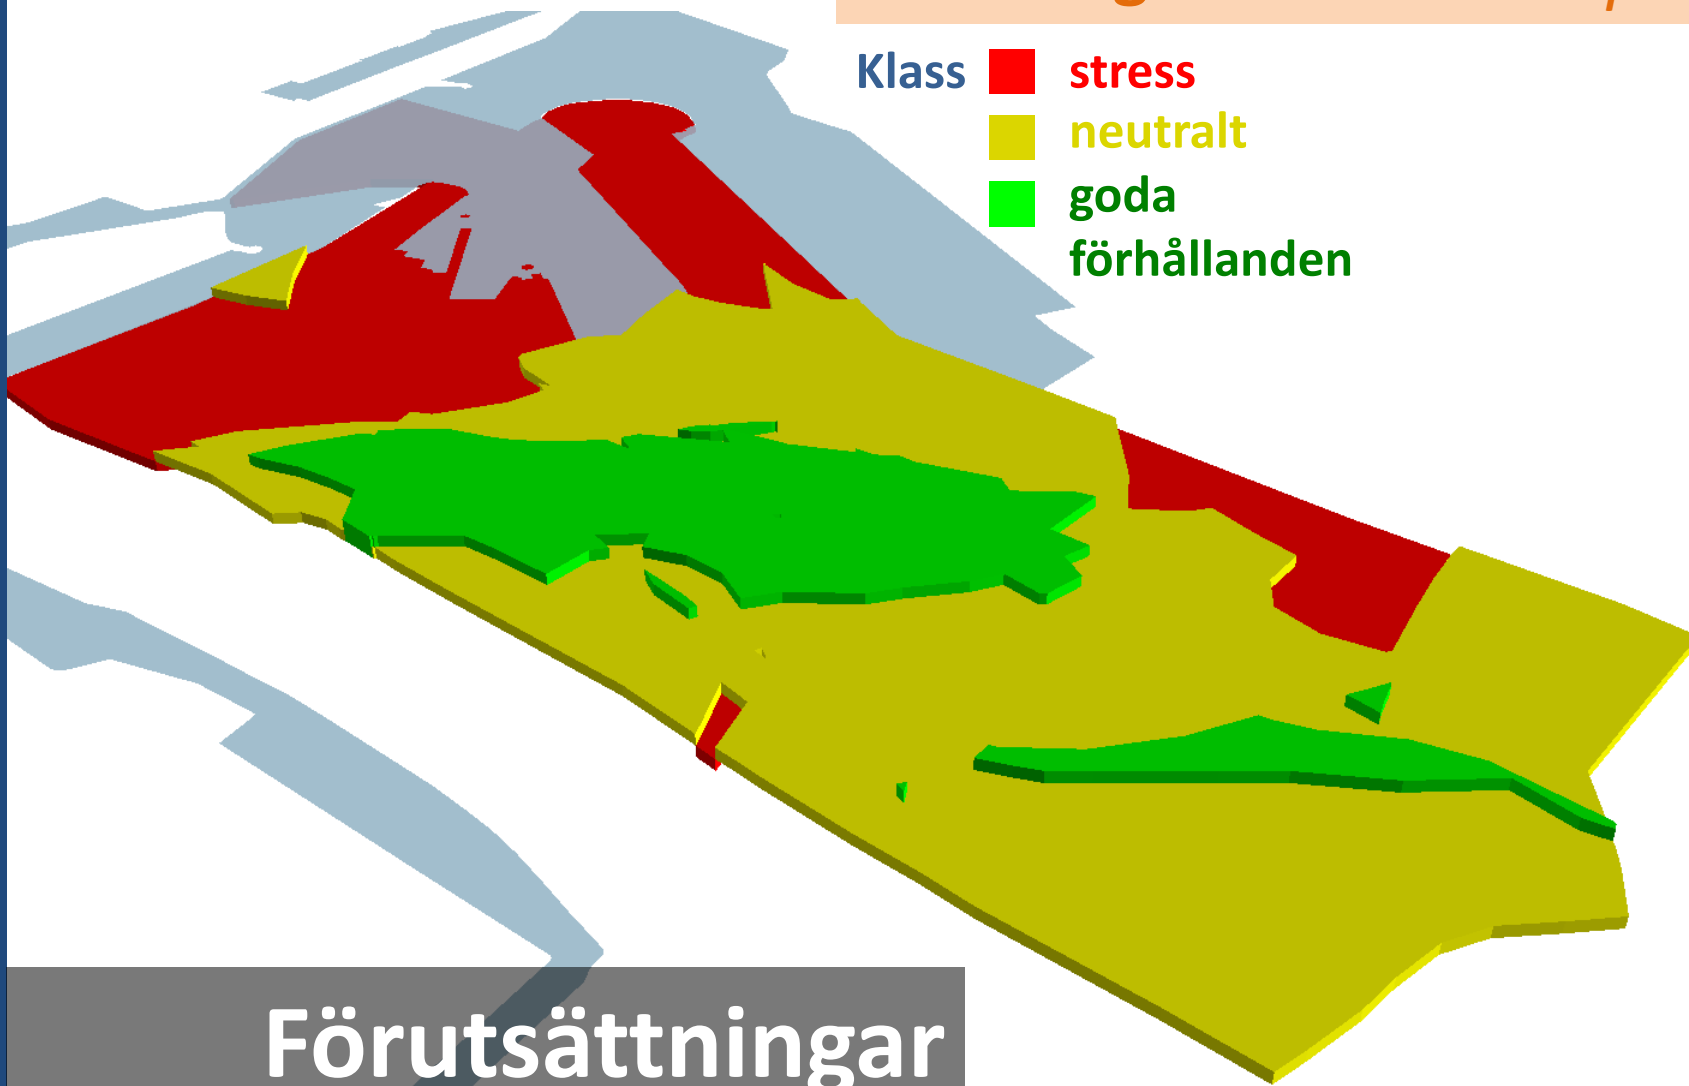 Klass stress
neutralt
goda
förhållanden
Förutsättningar